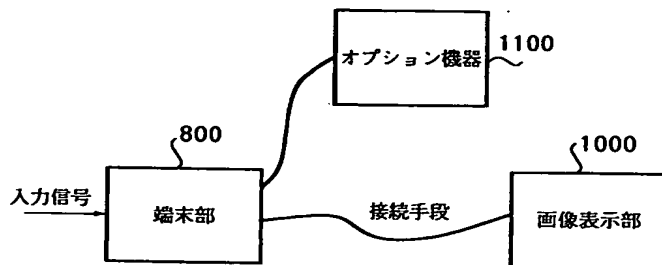 1100
オプション機器
800
1000
入力信号
端末部
接続手段
画像表示部